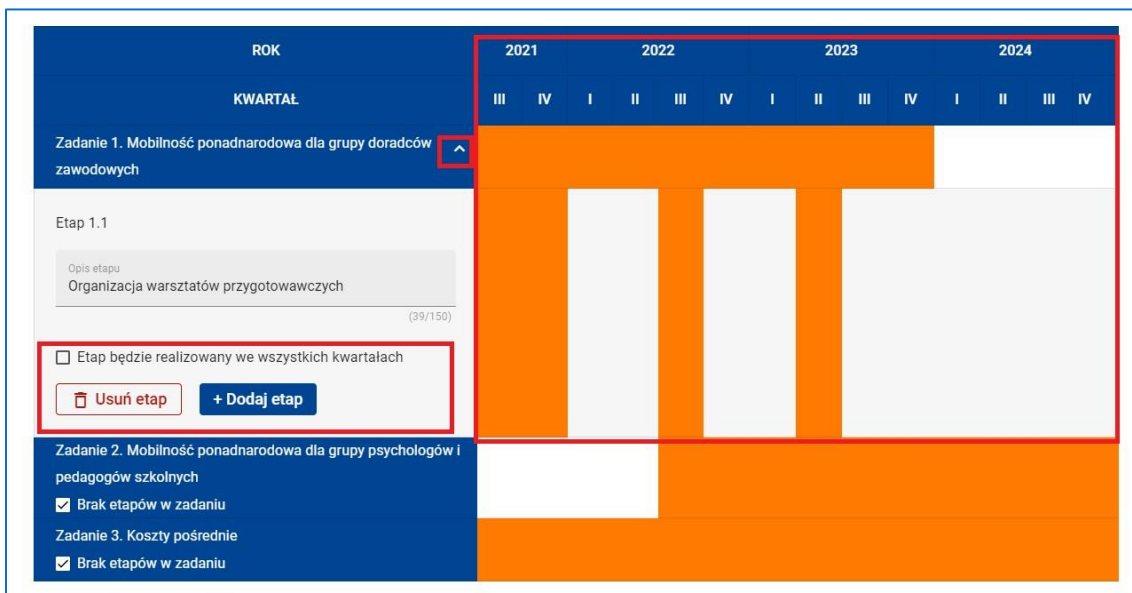 ROK 2021 2022 2023 2024
KWARTAŁ III IV I II III IV I II III IV I II III IV
Zadanie 1. Mobilność ponadnarodowa dla grupy doradców
zawodowych
Etap 1.1
Opis etapu
Organizacja warsztatów przygotowawczych
(39/150)
Etap będzie realizowany we wszystkich kwartałach
Usuń etap + Dodaj etap
Zadanie 2. Mobilność ponadnarodowa dla grupy psychologów i
pedagogów szkolnych
Brak etapów w zadaniu
Zadanie 3. Koszty pośrednie
Brak etapów w zadaniu